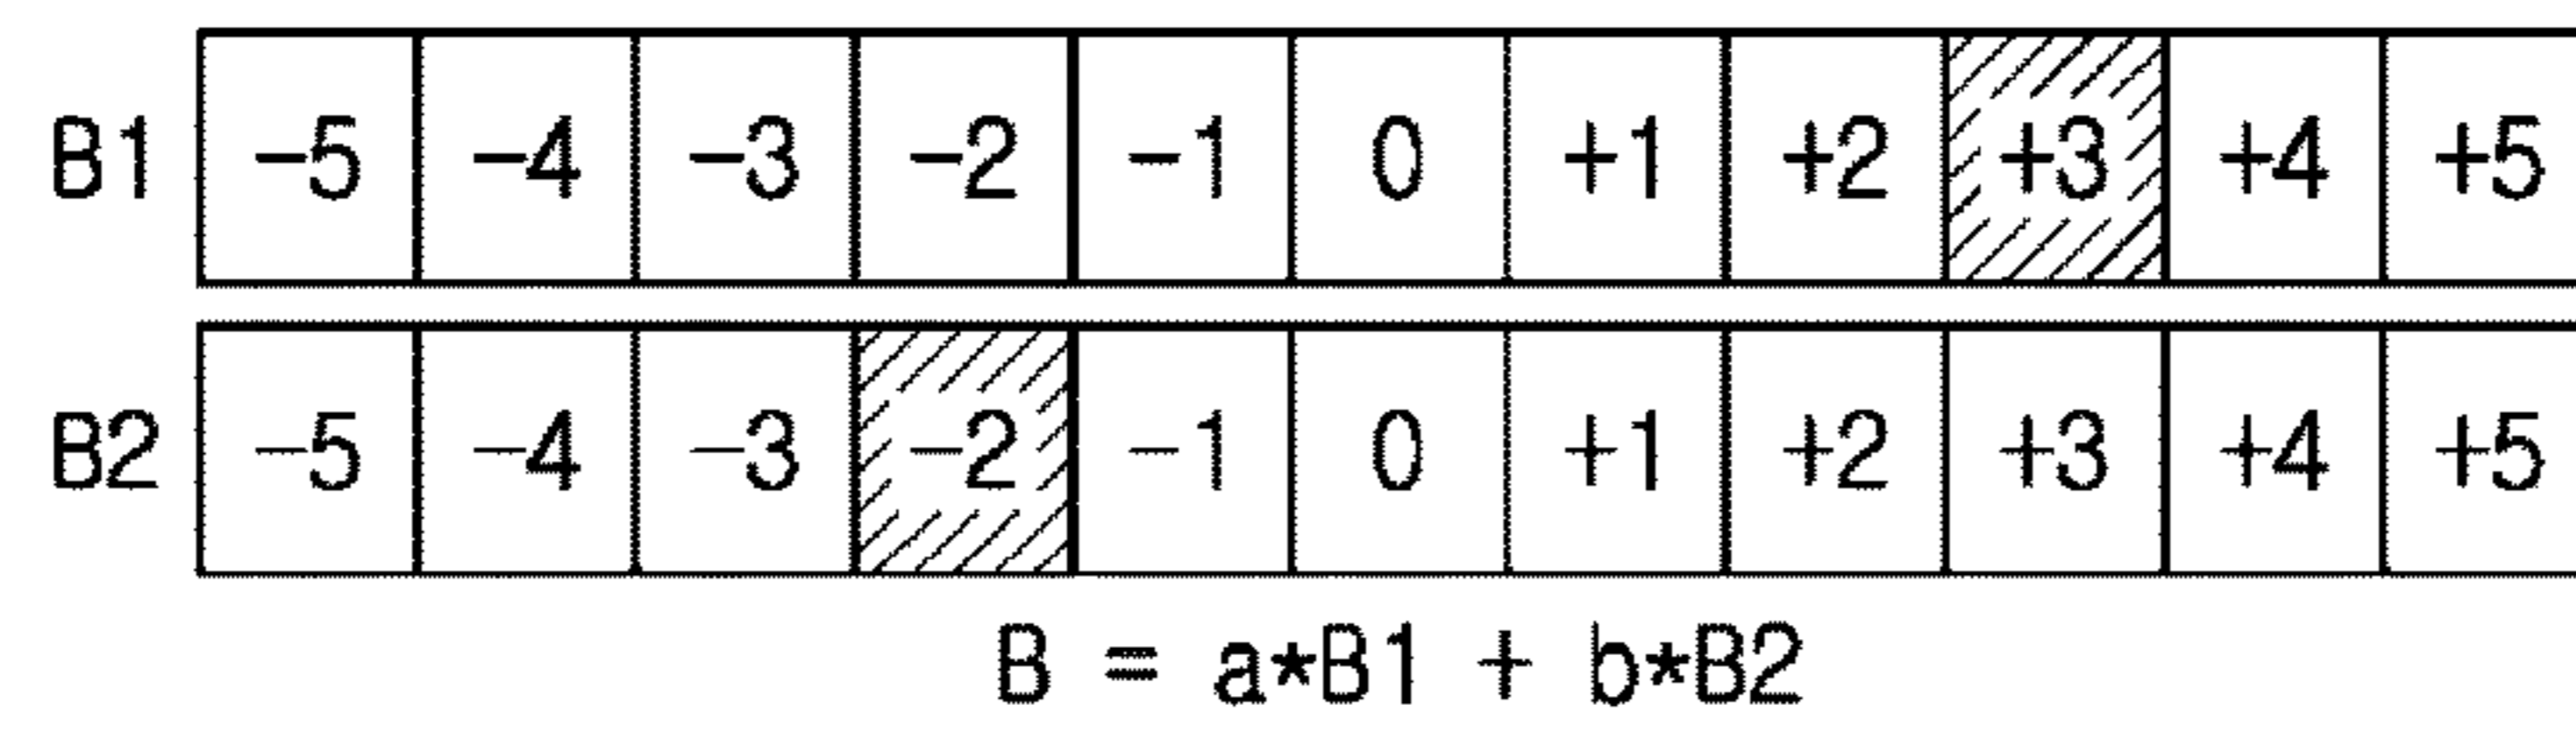 B1 −5 −4 −3 −2 −1 0 +1 +2 +3 +4 +5
B2 −5 −4 −3 −2 −1 0 +1 +2 +3 +4 +5
B = a*B1 + b*B2